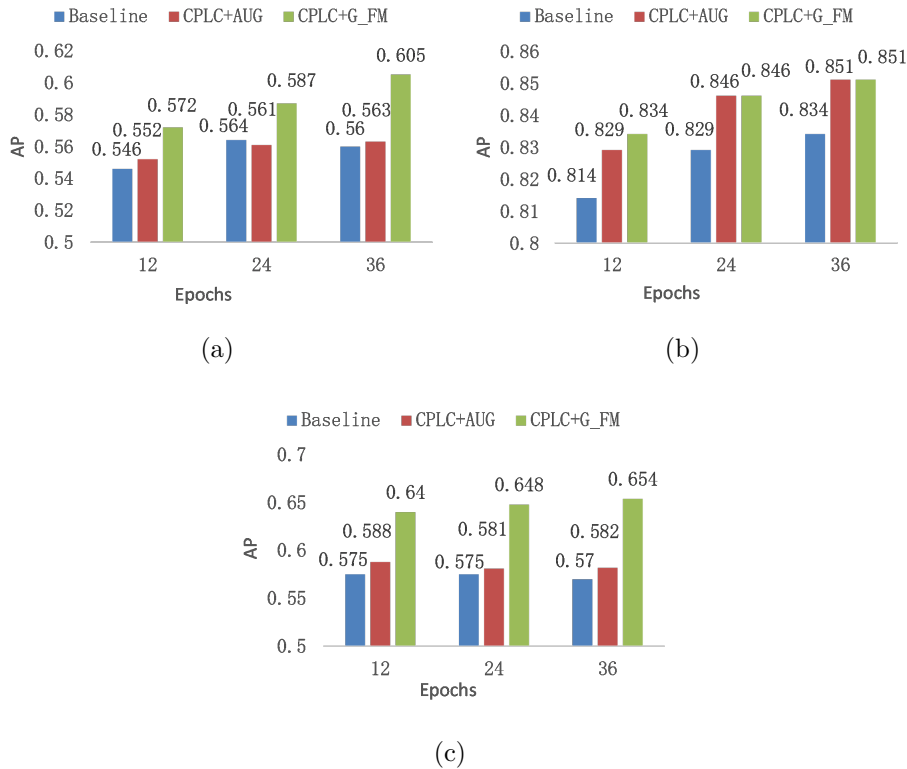 Baseline CPLC+AUG CPLC+G_FM
0.62
0.6
0.58
0.56
0.54
0.52
0.5
AP
0.546 0.552 0.572
0.564 0.561 0.587
0.56 0.563 0.605
12 24 36
Epochs
(a)
Baseline CPLC+AUG CPLC+G_FM
0.86
0.85
0.84
0.83
0.82
0.81
0.8
AP
0.814 0.829 0.834
0.829 0.846 0.846
0.834 0.851 0.851
12 24 36
Epochs
(b)
Baseline CPLC+AUG CPLC+G_FM
0.7
0.65
0.6
0.55
0.5
AP
0.575 0.588 0.64
0.575 0.581 0.648
0.57 0.582 0.654
12 24 36
Epochs
(c)